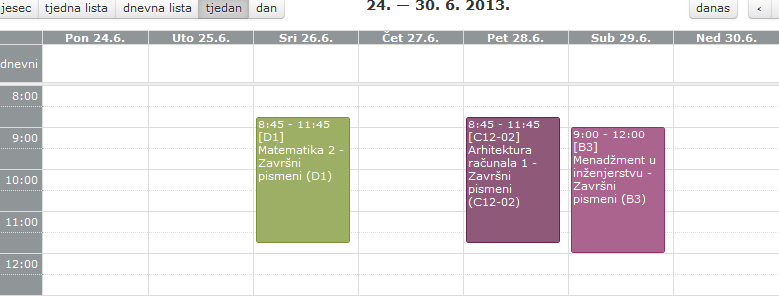 jesec tjedna lista dnevna lista tjedan dan 24. — 30. 6. 2013. danas ‹
Pon 24.6. Uto 25.6. Sri 26.6. Čet 27.6. Pet 28.6. Sub 29.6. Ned 30.6.
dnevni
8:00
9:00
10:00
11:00
12:00
8:45 - 11:45
[D1]
Matematika 2 -
Završni
pismeni (D1)
8:45 - 11:45
[C12-02]
Arhitektura
računala 1 -
Završni
pismeni
(C12-02)
9:00 - 12:00
[B3]
Menadžment u
inženjerstvu -
Završni
pismeni (B3)